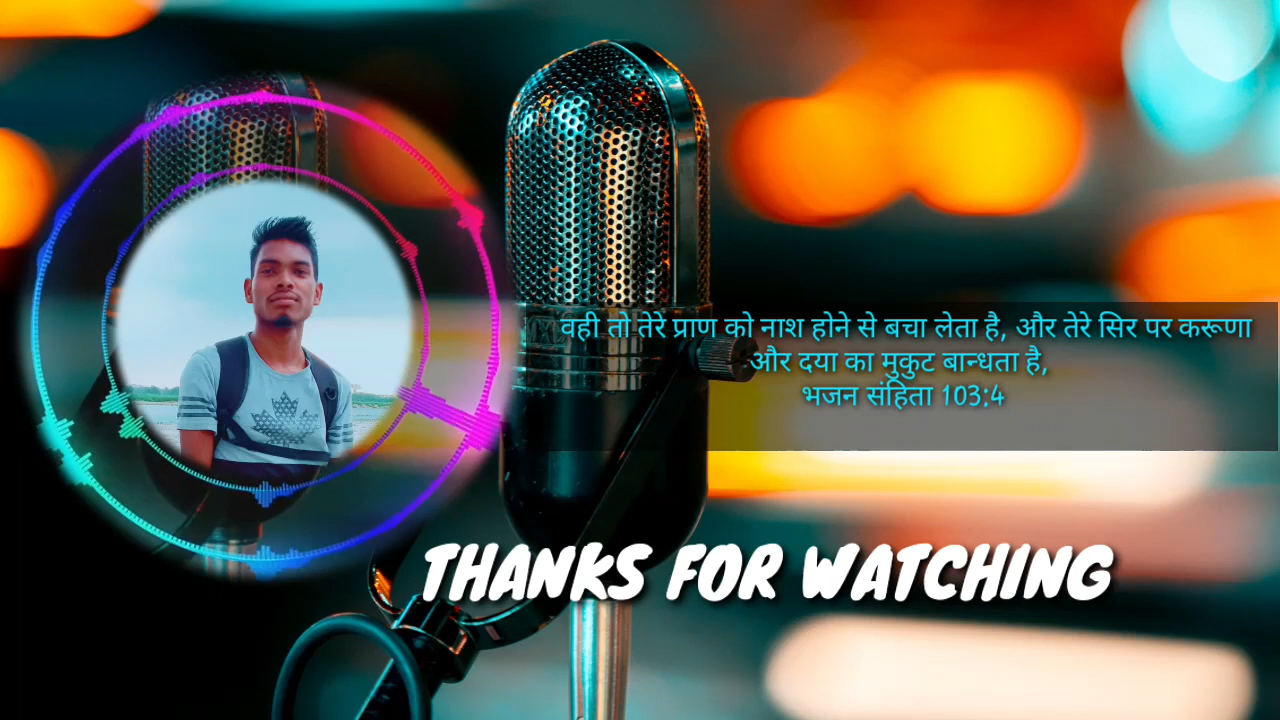 वही तो तेरे प्राण को नाश होने से बचा लेता है, और तेरे सिर पर करूणा
और दया का मुकुट बान्धता है,
भजन संहिता 103:4
THANKS FOR WATCHING